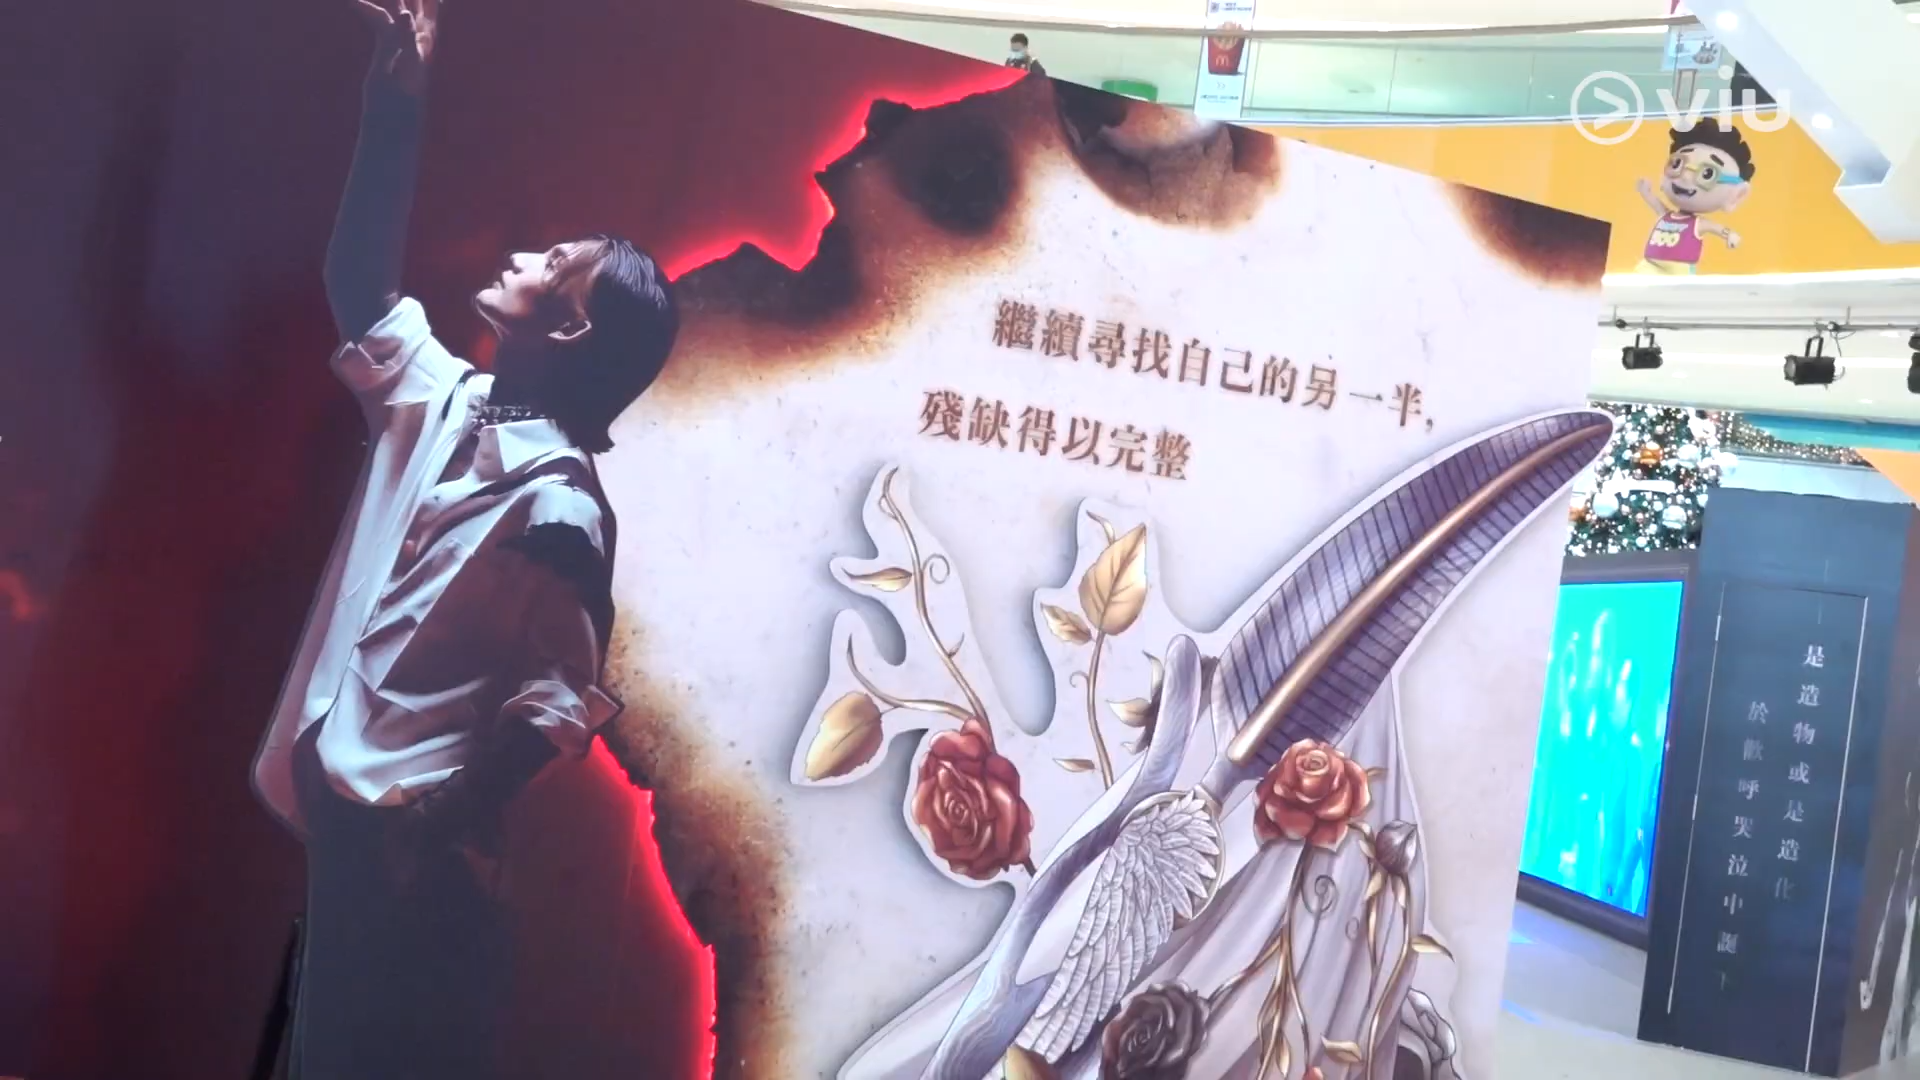 viu
繼續尋找自己的另一半,
殘缺得以完整
是造物或是造化
於歡呼哭泣中誕
BOO